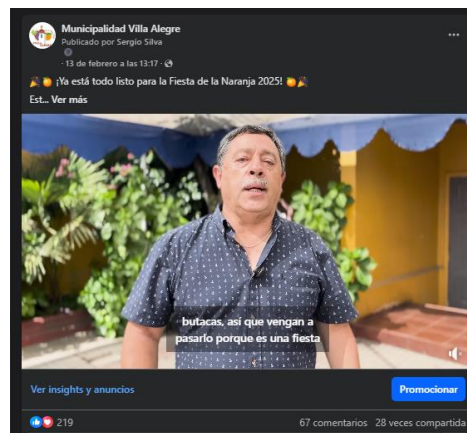 Municipalidad Villa Alegre
Publicado por Sergio Silva
· 13 de febrero a las 13:17 ·
¡Ya está todo listo para la Fiesta de la Naranja 2025!
Est... Ver más
butacas, así que vengan a
pasarlo porque es una fiesta
Ver insights y anuncios
Promocionar
219
67 comentarios 28 veces compartida